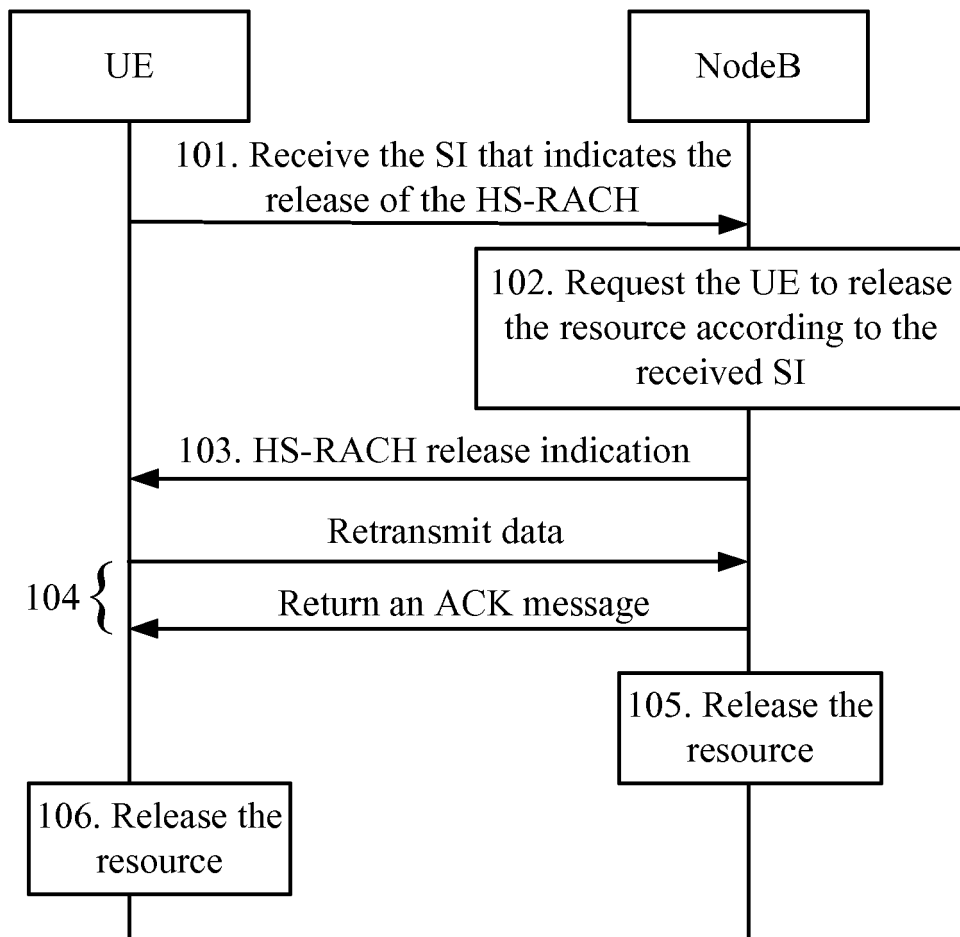 UE
NodeB
101. Receive the SI that indicates the
release of the HS-RACH
102. Request the UE to release
the resource according to the
received SI
103. HS-RACH release indication
Retransmit data
104
Return an ACK message
105. Release the
resource
106. Release the
resource